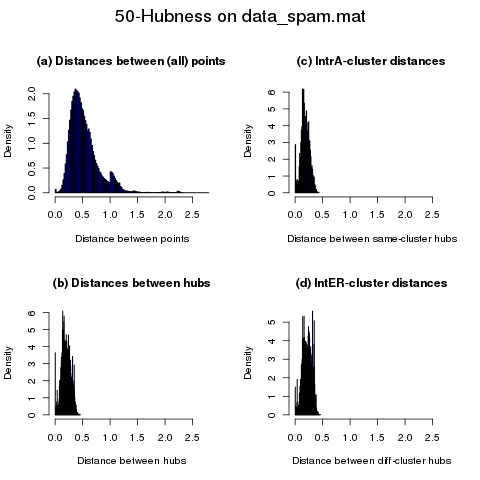 50-Hubness on data_spam.mat
(a) Distances between (all) points
Density
0.0 0.5 1.0 1.5 2.0
0.0 0.5 1.0 1.5 2.0 2.5
Distance between points
(c) IntrA-cluster distances
Density
0 1 2 3 4 5 6
0.0 0.5 1.0 1.5 2.0 2.5
Distance between same-cluster hubs
(b) Distances between hubs
Density
0 1 2 3 4 5 6
0.0 0.5 1.0 1.5 2.0 2.5
Distance between hubs
(d) IntER-cluster distances
Density
0 1 2 3 4 5
0.0 0.5 1.0 1.5 2.0 2.5
Distance between diff-cluster hubs